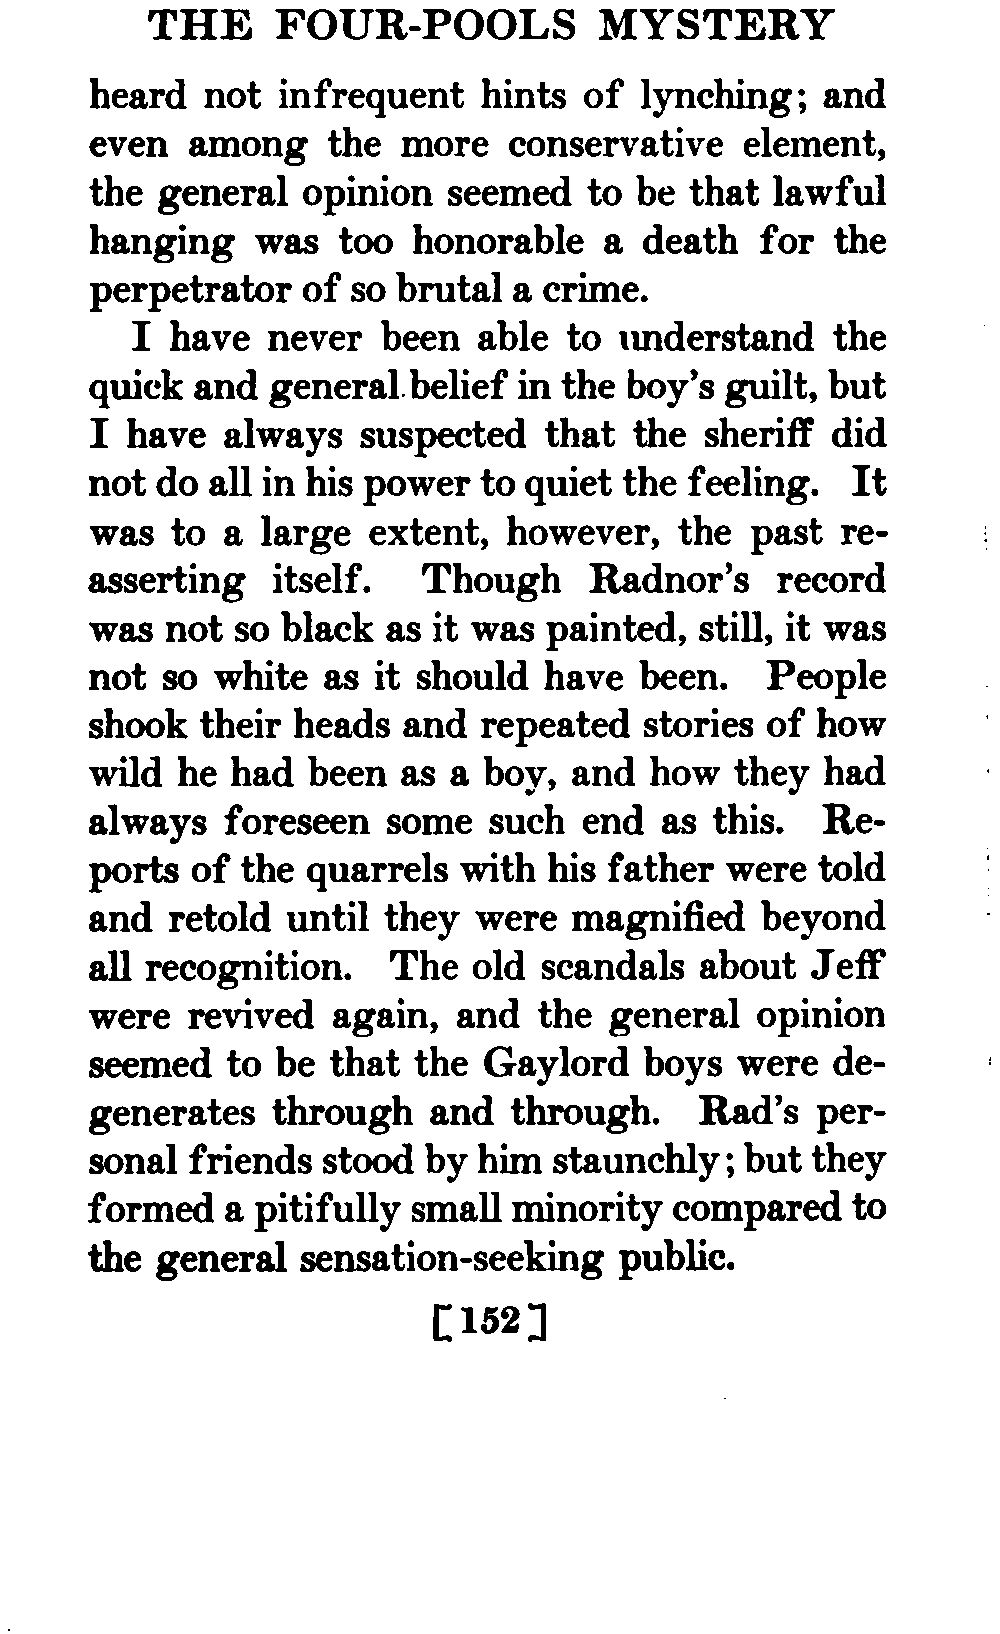 THE FOUR-POOLS MYSTERY
heard not infrequent hints of lynching; and
even among the more conservative element,
the general opinion seemed to be that lawful
hanging was too honorable a death for the
perpetrator of so brutal a crime.
I have never been able to understand the
quick and general belief in the boy's guilt, but
I have always suspected that the sheriff did
not do all in his power to quiet the feeling. It
was to a large extent, however, the past re-
asserting itself. Though Radnor's record
was not so black as it was painted, still, it was
not so white as it should have been. People
shook their heads and repeated stories of how
wild he had been as a boy, and how they had
always foreseen some such end as this. Re-
ports of the quarrels with his father were told
and retold until they were magnified beyond
all recognition. The old scandals about Jeff
were revived again, and the general opinion
seemed to be that the Gaylord boys were de-
generates through and through. Rad's per-
sonal friends stood by him staunchly; but they
formed a pitifully small minority compared to
the general sensation-seeking public.
[152]